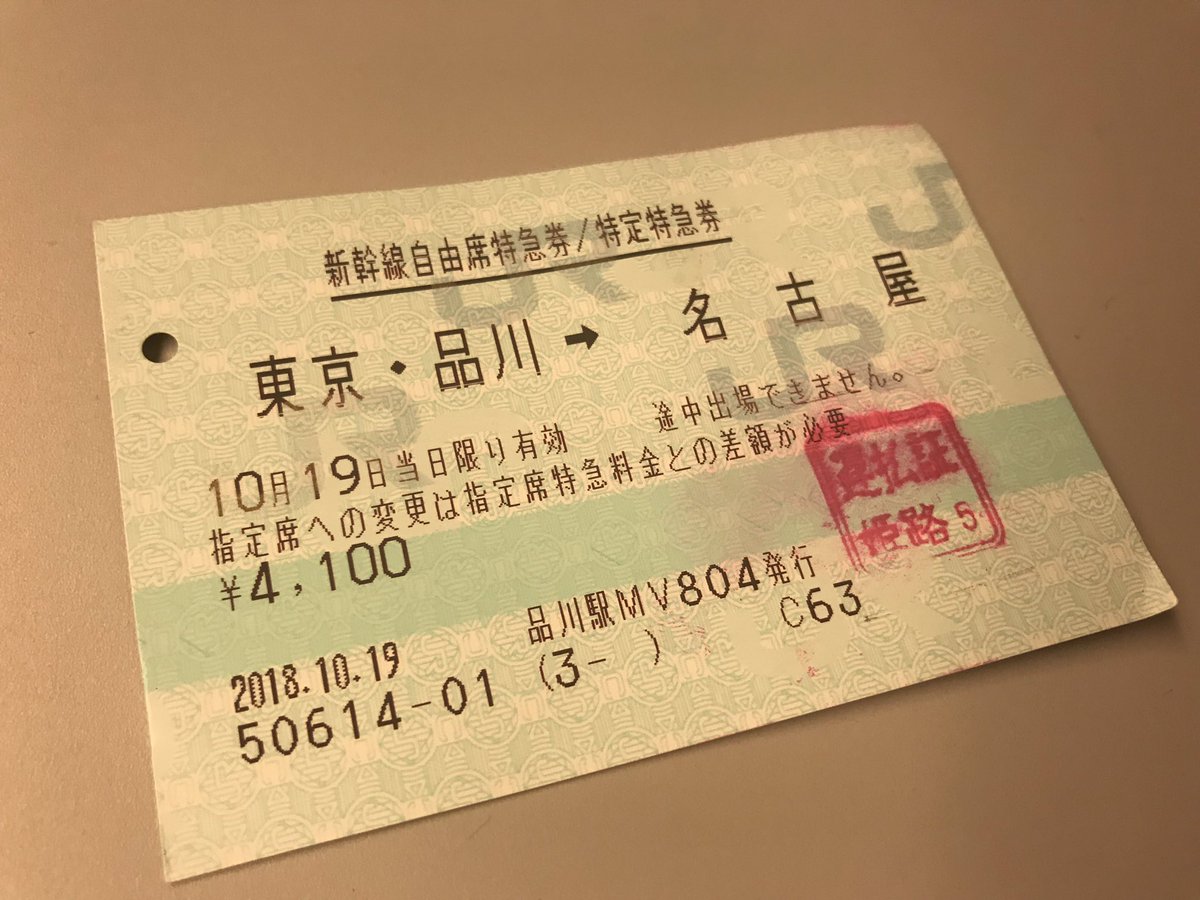 新幹線自由席特急券/特定特急券
東京・品川➡名古屋
10月19日当日限り有効 途中出場できません。
指定席への変更は指定席特急料金との差額が必要
¥4,100
遅払証
姫路 5
2018.10.19 品川駅MV804発行
50614-01 (3- ) C63